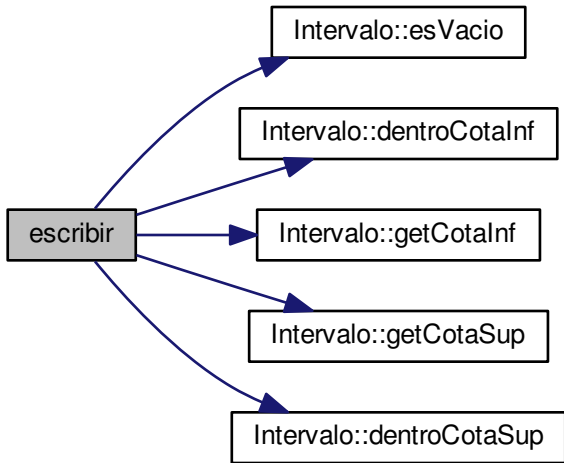 Intervalo::esVacio
Intervalo::dentroCotaInf
escribir
Intervalo::getCotaInf
Intervalo::getCotaSup
Intervalo::dentroCotaSup